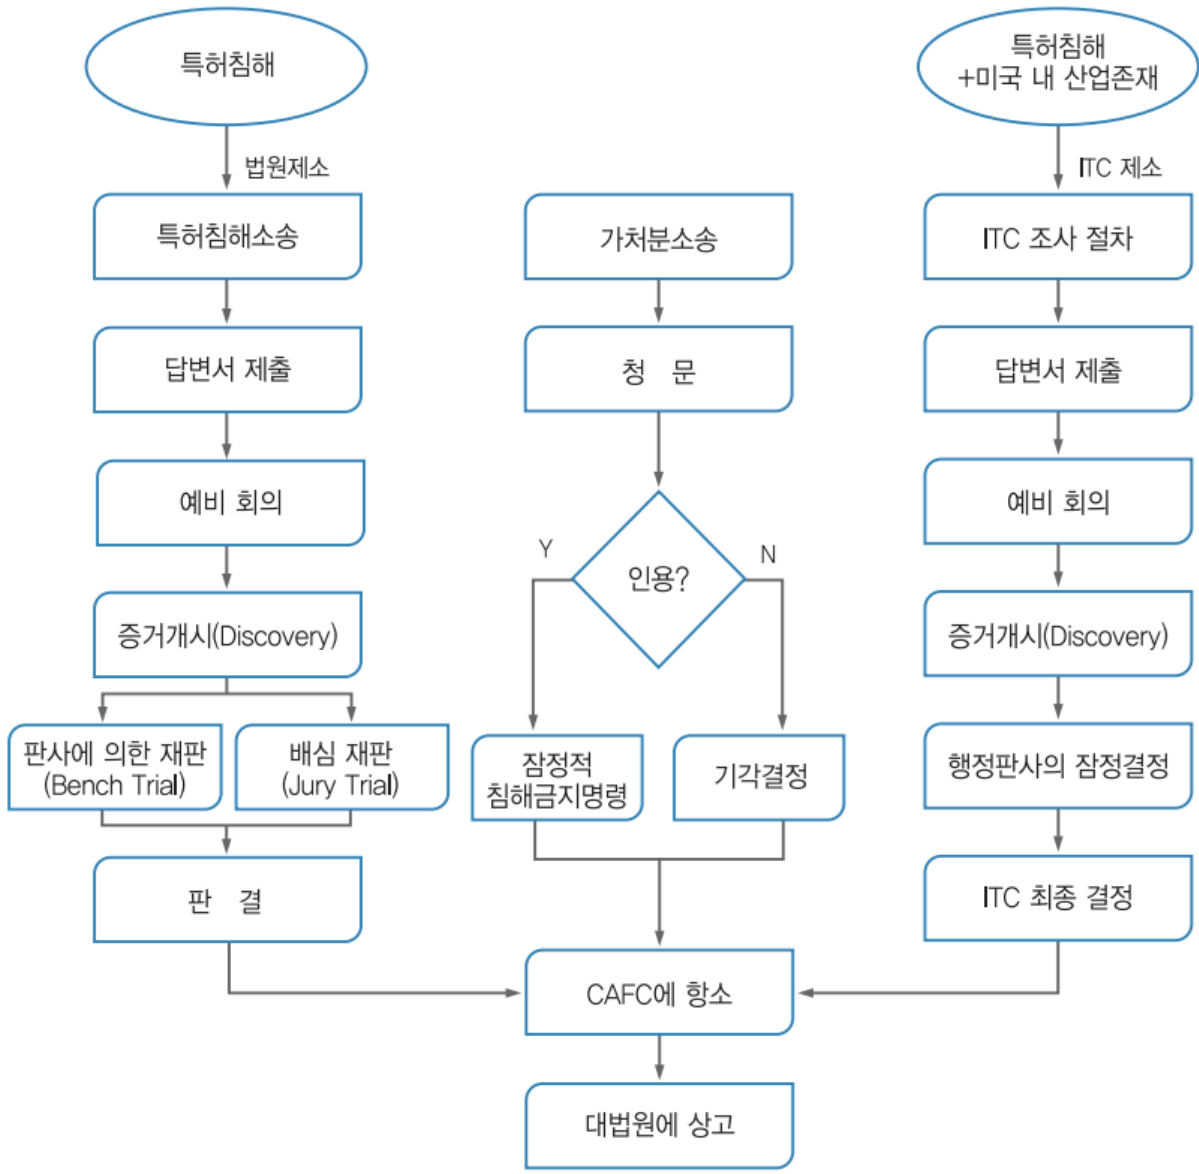 특허침해
법원제소
특허침해소송
답변서 제출
예비 회의
증거개시(Discovery)
판사에 의한 재판
(Bench Trial)
배심 재판
(Jury Trial)
판 결
가처분소송
청 문
인용?
Y
N
잠정적
침해금지명령
기각결정
특허침해
+미국 내 산업존재
ITC 제소
ITC 조사 절차
답변서 제출
예비 회의
증거개시(Discovery)
행정판사의 잠정결정
ITC 최종 결정
CAFC에 항소
대법원에 상고